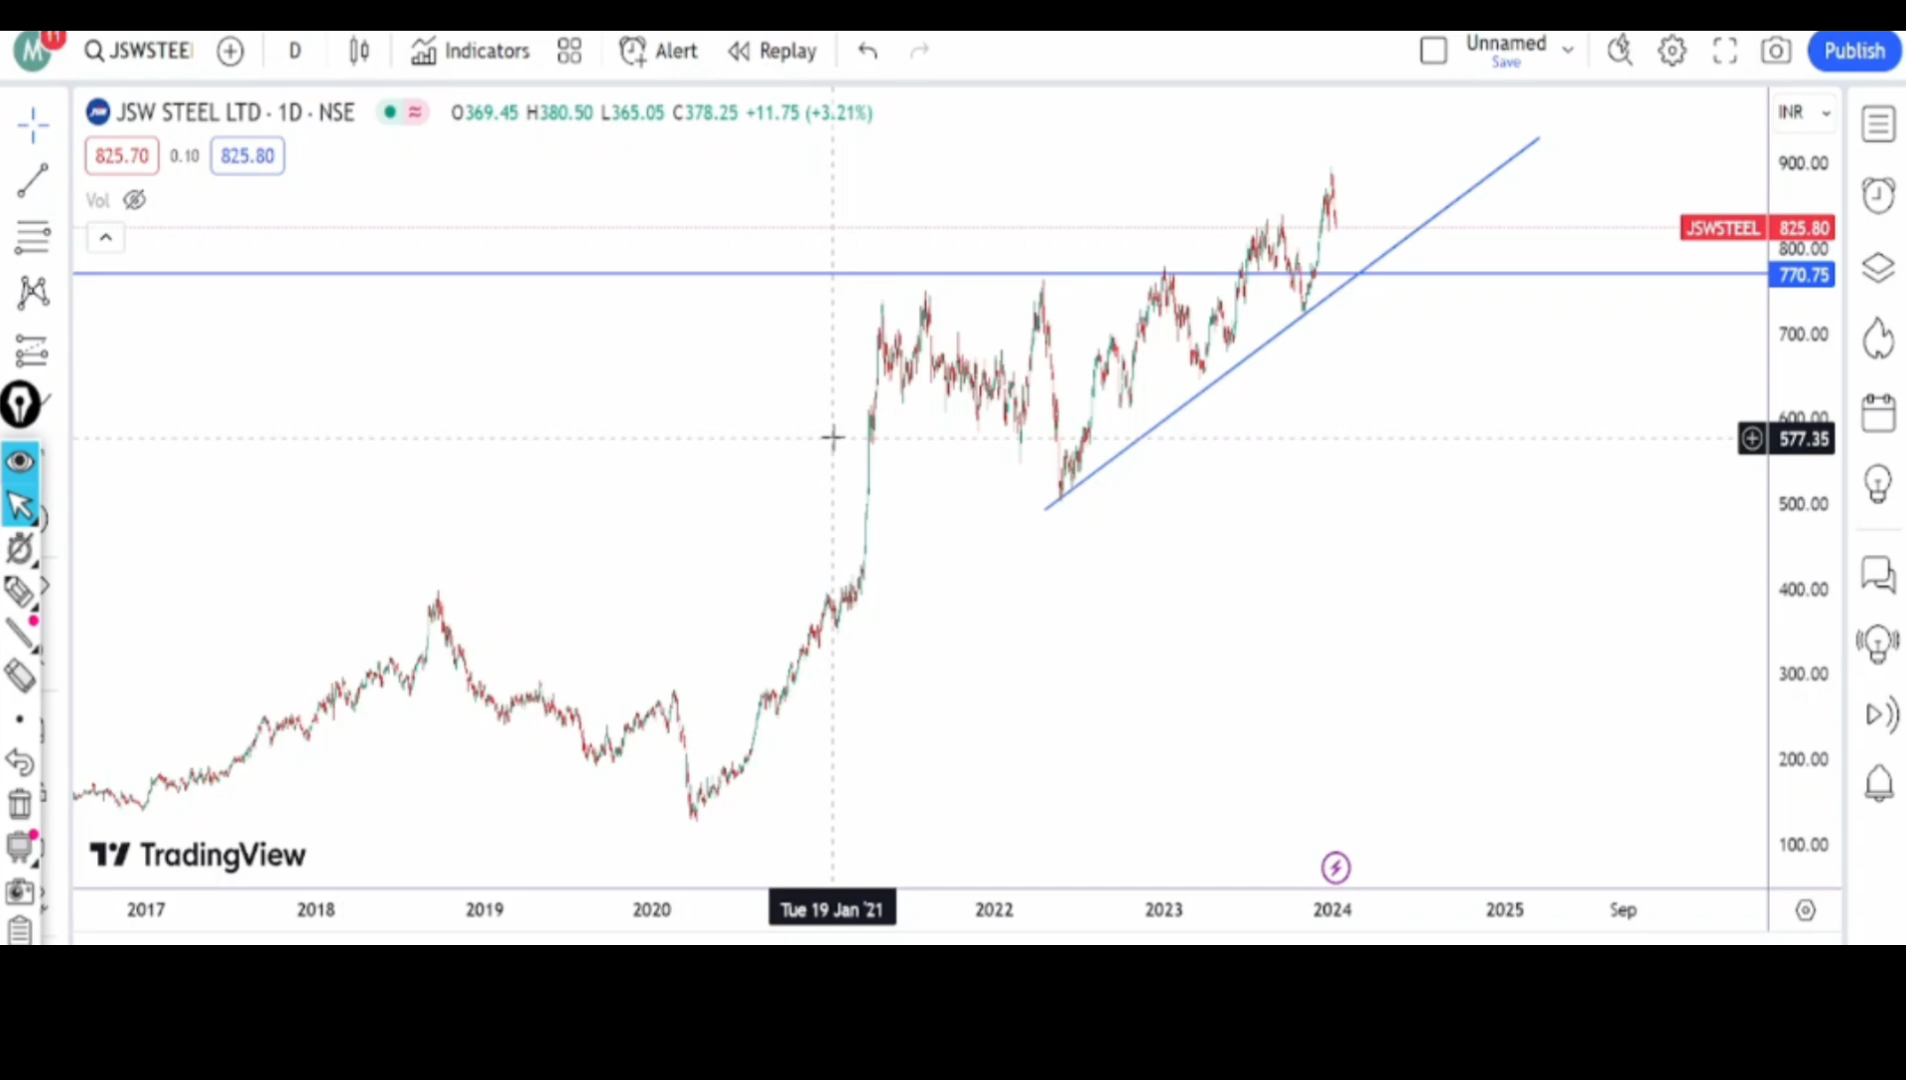 M 11 JSWSTEE D Indicators Alert Replay Unnamed Save Publish
JSW STEEL LTD · 1D · NSE O369.45 H380.50 L365.05 C378.25 +11.75 (+3.21%) INR
825.70 0.10 825.80
900.00
Vol
JSWSTEEL 825.80
800.00
770.75
700.00
600.00
577.35
500.00
400.00
300.00
200.00
100.00
TradingView
2017 2018 2019 2020 Tue 19 Jan '21 2022 2023 2024 2025 Sep